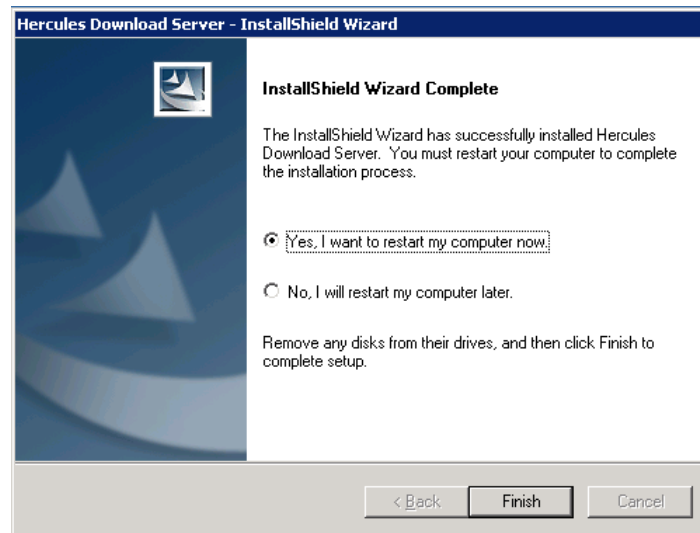 Hercules Download Server - InstallShield Wizard
InstallShield Wizard Complete
The InstallShield Wizard has successfully installed Hercules
Download Server. You must restart your computer to complete
the installation process.
Yes, I want to restart my computer now.
No, I will restart my computer later.
Remove any disks from their drives, and then click Finish to
complete setup.
< Back
Finish
Cancel